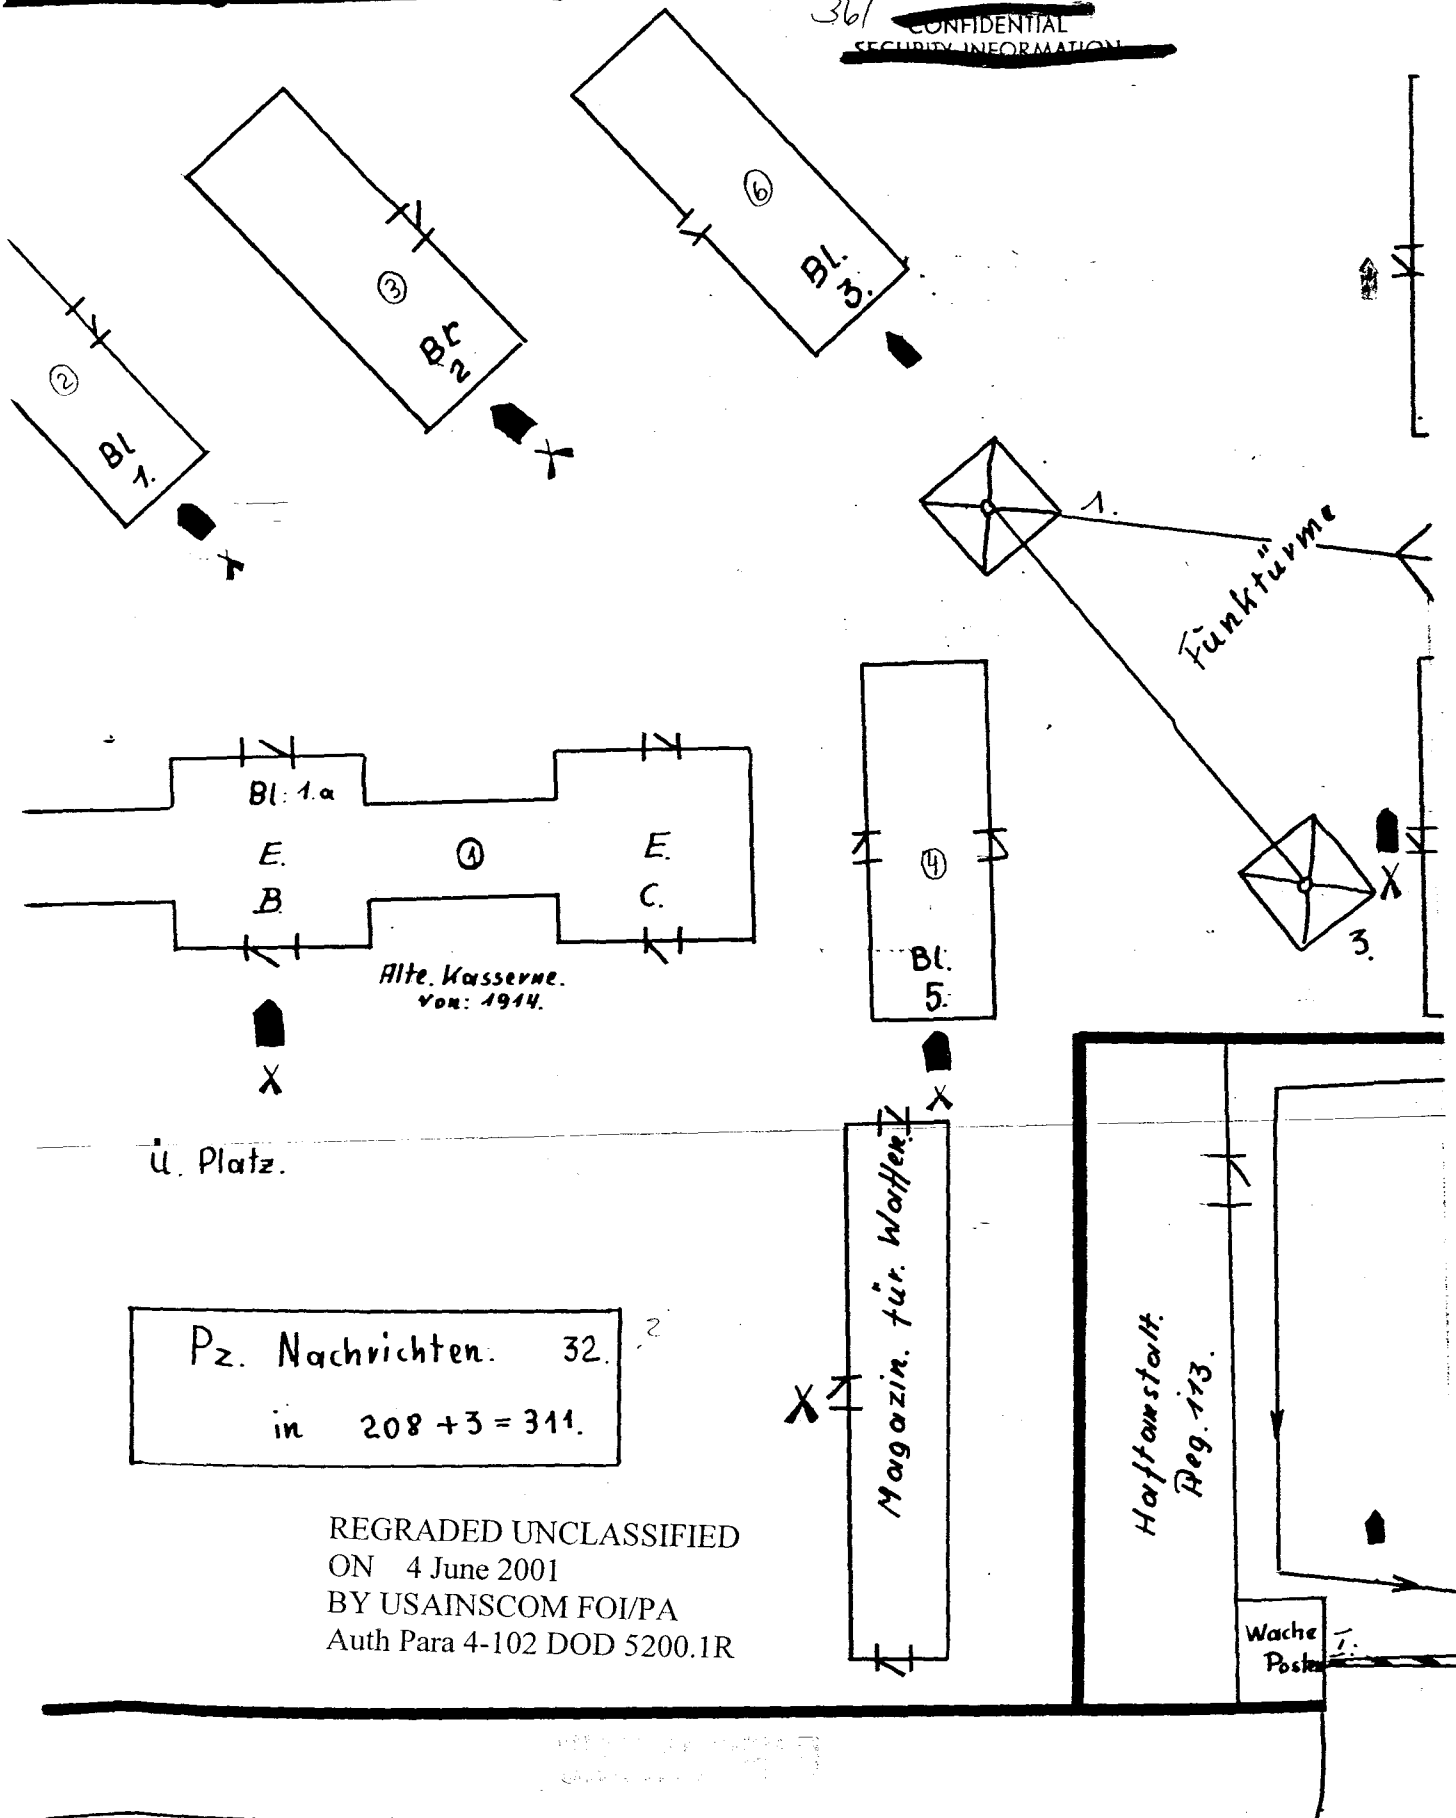 361
CONFIDENTIAL
SECURITY INFORMATION
6
Bl.
3.
3
Bl
2
2
Bl
1.
1.
Funktürme
Bl: 1.a
E.
B.
1
E.
C.
Alte. Kasserne.
von: 1914.
4
Bl.
5.
3.
Ü. Platz.
Magazin. für. Waffen.
Haftanstalt.
Reg. 113.
Pz. Nachrichten. 32.
in 208 + 3 = 311.
2
REGRADED UNCLASSIFIED
ON 4 June 2001
BY USAINSCOM FOI/PA
Auth Para 4-102 DOD 5200.1R
Wache
Posten